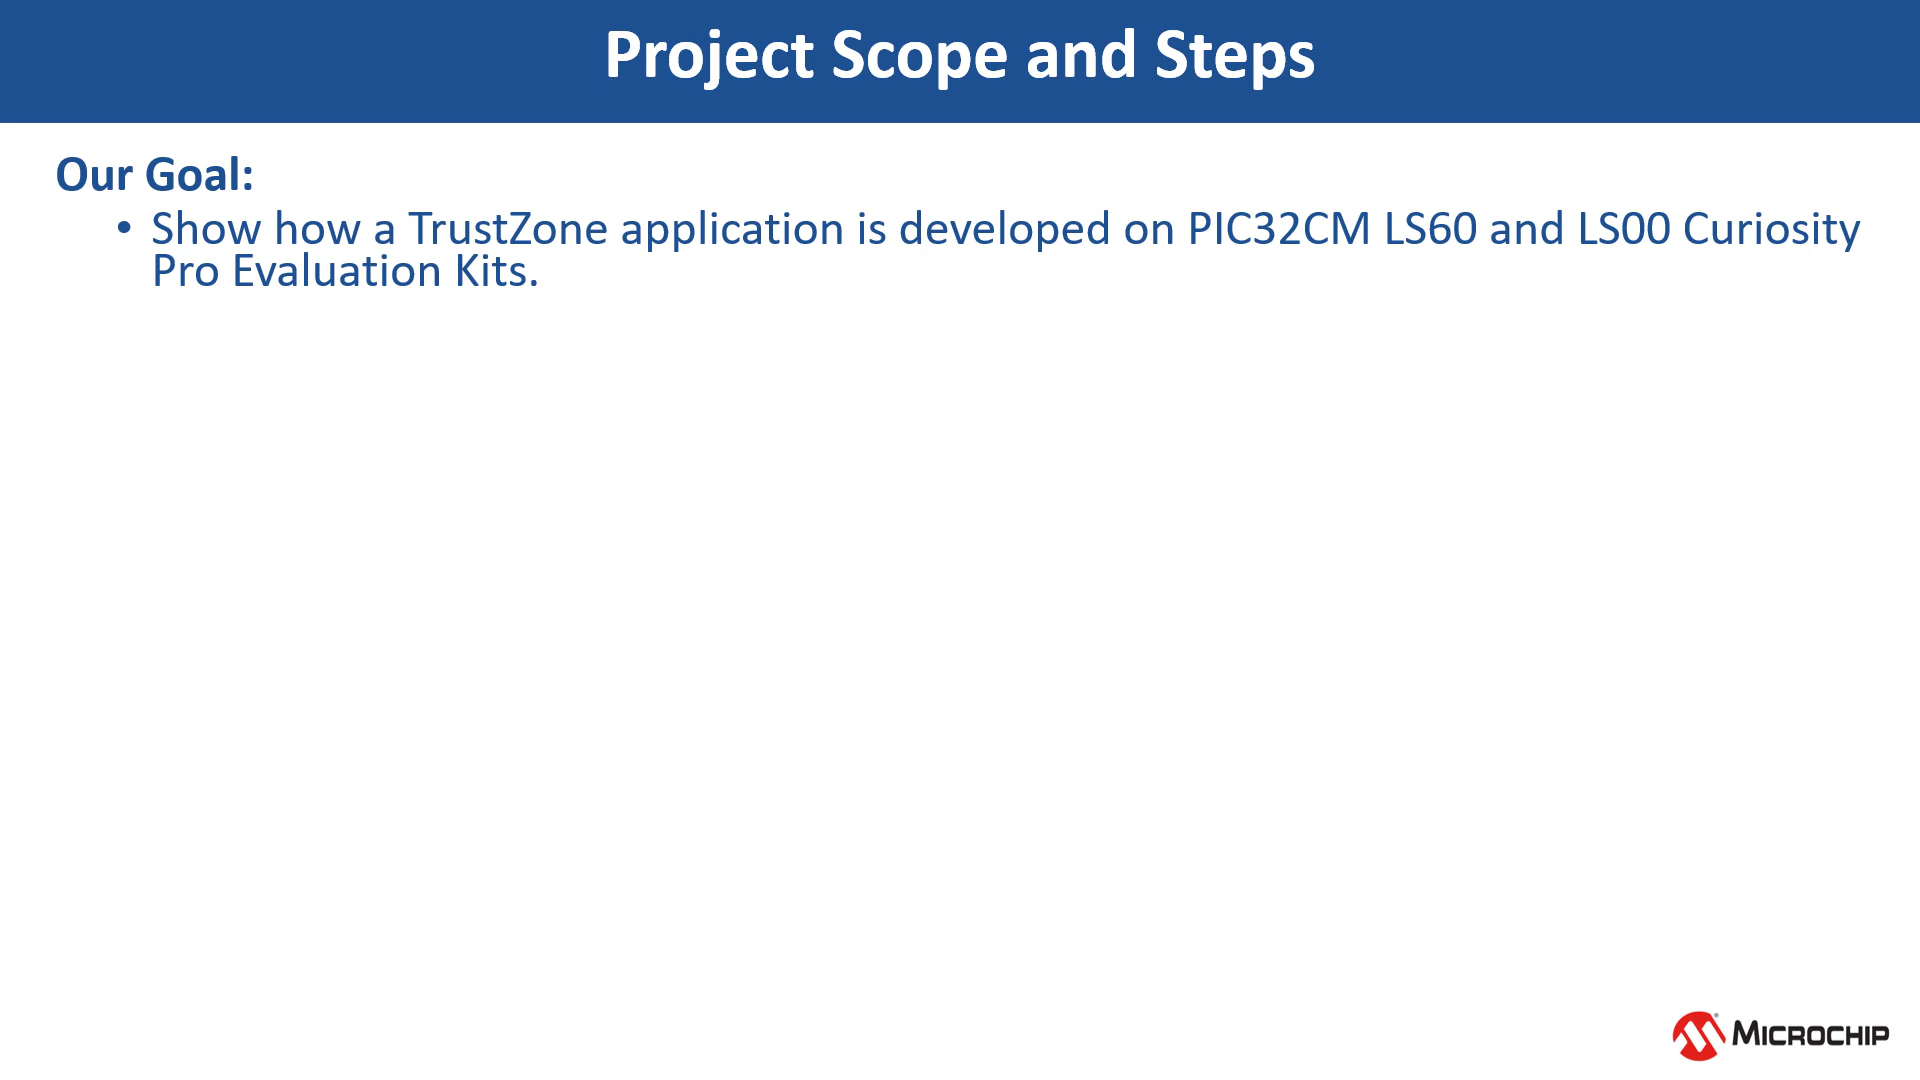 Project Scope and Steps
Our Goal:
• Show how a TrustZone application is developed on PIC32CM LS60 and LS00 Curiosity
Pro Evaluation Kits.
MICROCHIP